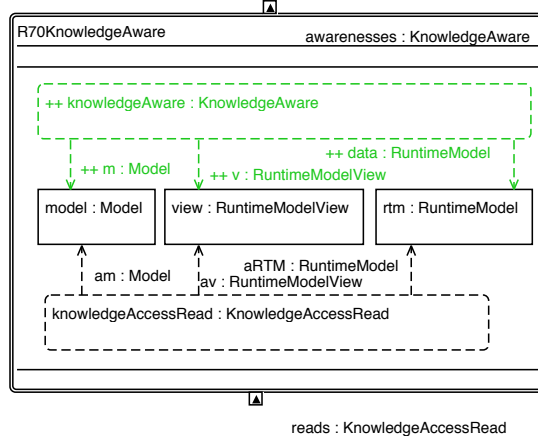 R70KnowledgeAware
awarenesses : KnowledgeAware
++ knowledgeAware : KnowledgeAware
++ data : RuntimeModel
++ m : Model
++ v : RuntimeModelView
model : Model
view : RuntimeModelView
rtm : RuntimeModel
aRTM : RuntimeModel
am : Model
av : RuntimeModelView
knowledgeAccessRead : KnowledgeAccessRead
reads : KnowledgeAccessRead